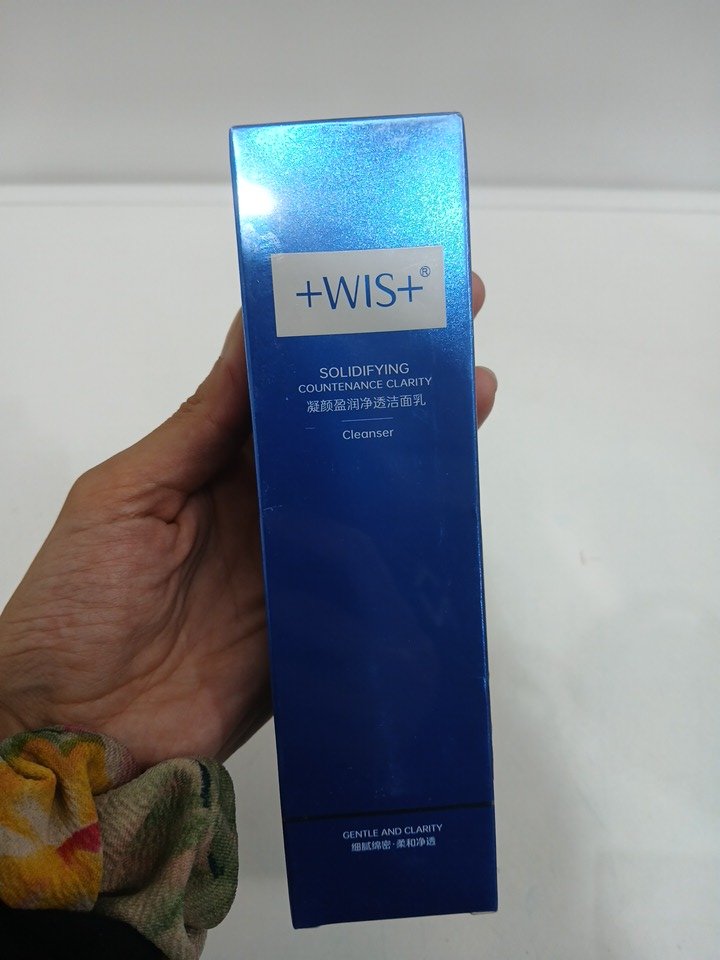 +WIS+®
SOLIDIFYING
COUNTENANCE CLARITY
凝颜盈润净透洁面乳
Cleanser
GENTLE AND CLARITY
细腻绵密·柔和净透